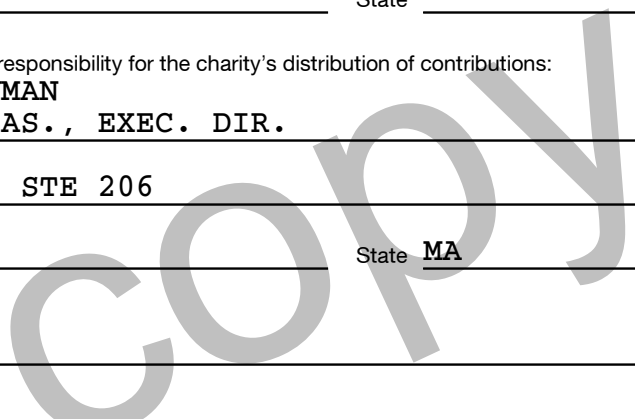 State
responsibility for the charity's distribution of contributions:
MAN
AS., EXEC. DIR.
STE 206
State MA
copy